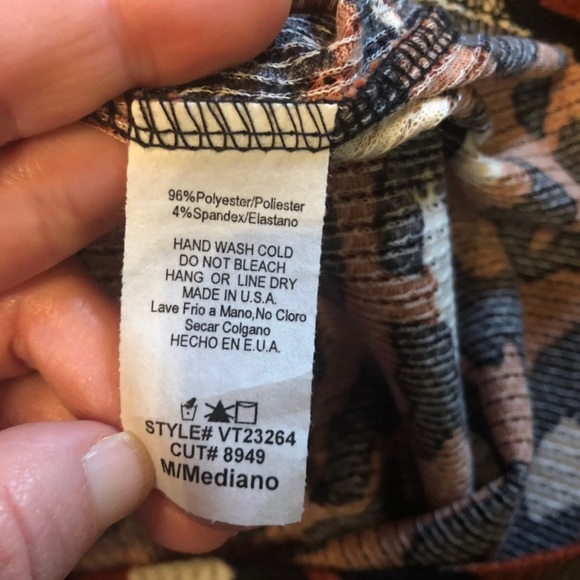 96%Polyester/Poliester
4%Spandex/Elastano
HAND WASH COLD
DO NOT BLEACH
HANG OR LINE DRY
MADE IN U.S.A.
Lave Frio a Mano,No Cloro
Secar Colgano
HECHO EN E.U.A.
STYLE# VT23264
CUT# 8949
M/Mediano